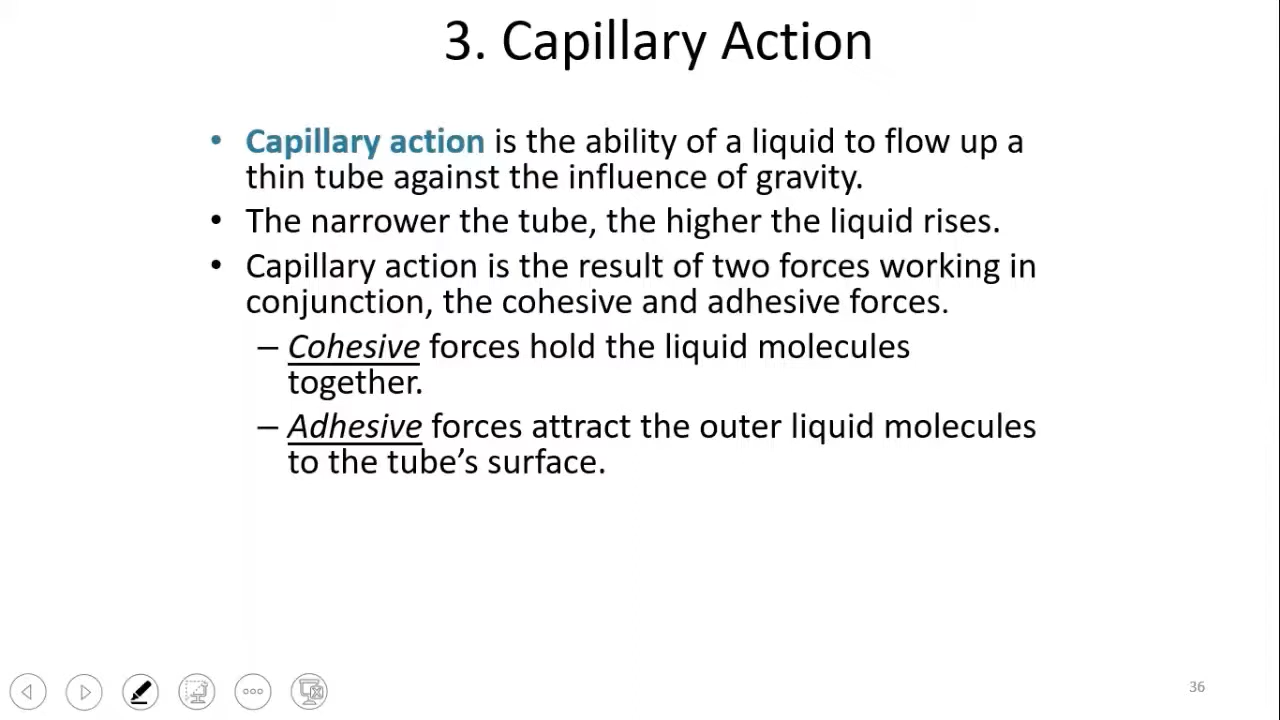 3. Capillary Action
• Capillary action is the ability of a liquid to flow up a
thin tube against the influence of gravity.
• The narrower the tube, the higher the liquid rises.
• Capillary action is the result of two forces working in
conjunction, the cohesive and adhesive forces.
– Cohesive forces hold the liquid molecules
together.
– Adhesive forces attract the outer liquid molecules
to the tube’s surface.
36